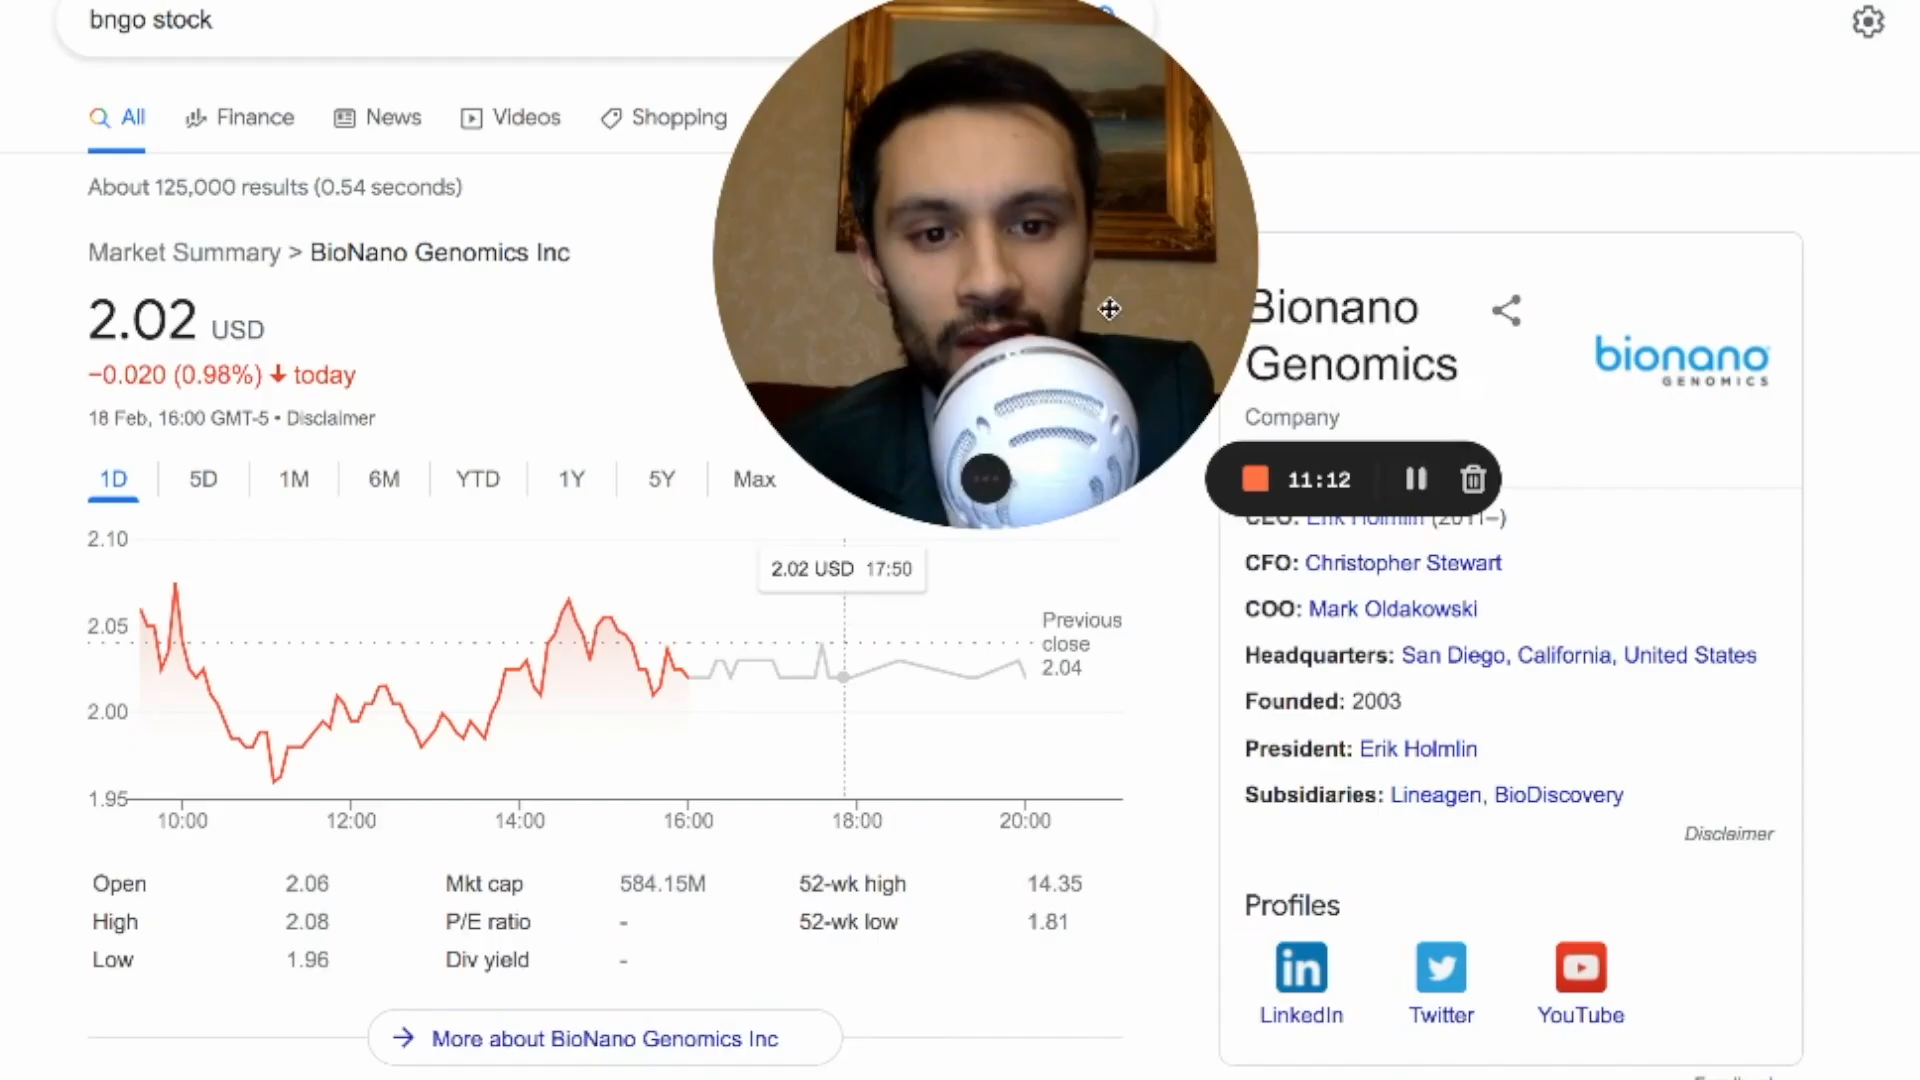 bngo stock
All
Finance
News
Videos
Shopping
About 125,000 results (0.54 seconds)
Market Summary > BioNano Genomics Inc
2.02 USD
−0.020 (0.98%) ↓ today
18 Feb, 16:00 GMT-5 • Disclaimer
1D
5D
1M
6M
YTD
1Y
5Y
Max
2.10
2.05
2.00
1.95
2.02 USD 17:50
Previous
close
2.04
10:00
12:00
14:00
16:00
18:00
20:00
Open 2.06
High 2.08
Low 1.96
Mkt cap 584.15M
P/E ratio -
Div yield -
52-wk high 14.35
52-wk low 1.81
More about BioNano Genomics Inc
Bionano
Genomics
bionano
GENOMICS
Company
11:12
CEO: Erik Holmlin (2011–)
CFO: Christopher Stewart
COO: Mark Oldakowski
Headquarters: San Diego, California, United States
Founded: 2003
President: Erik Holmlin
Subsidiaries: Lineagen, BioDiscovery
Disclaimer
Profiles
LinkedIn
Twitter
YouTube